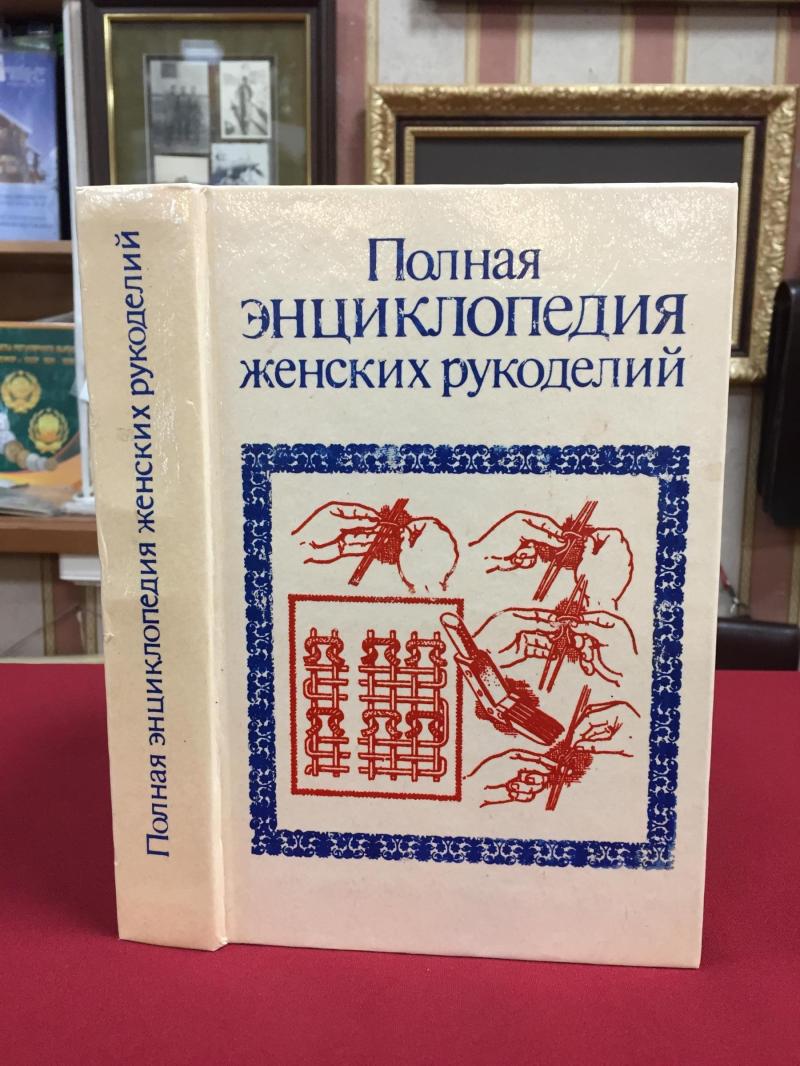 Полная
энциклопедия
женских рукоделий
Полная энциклопедия женских рукоделий